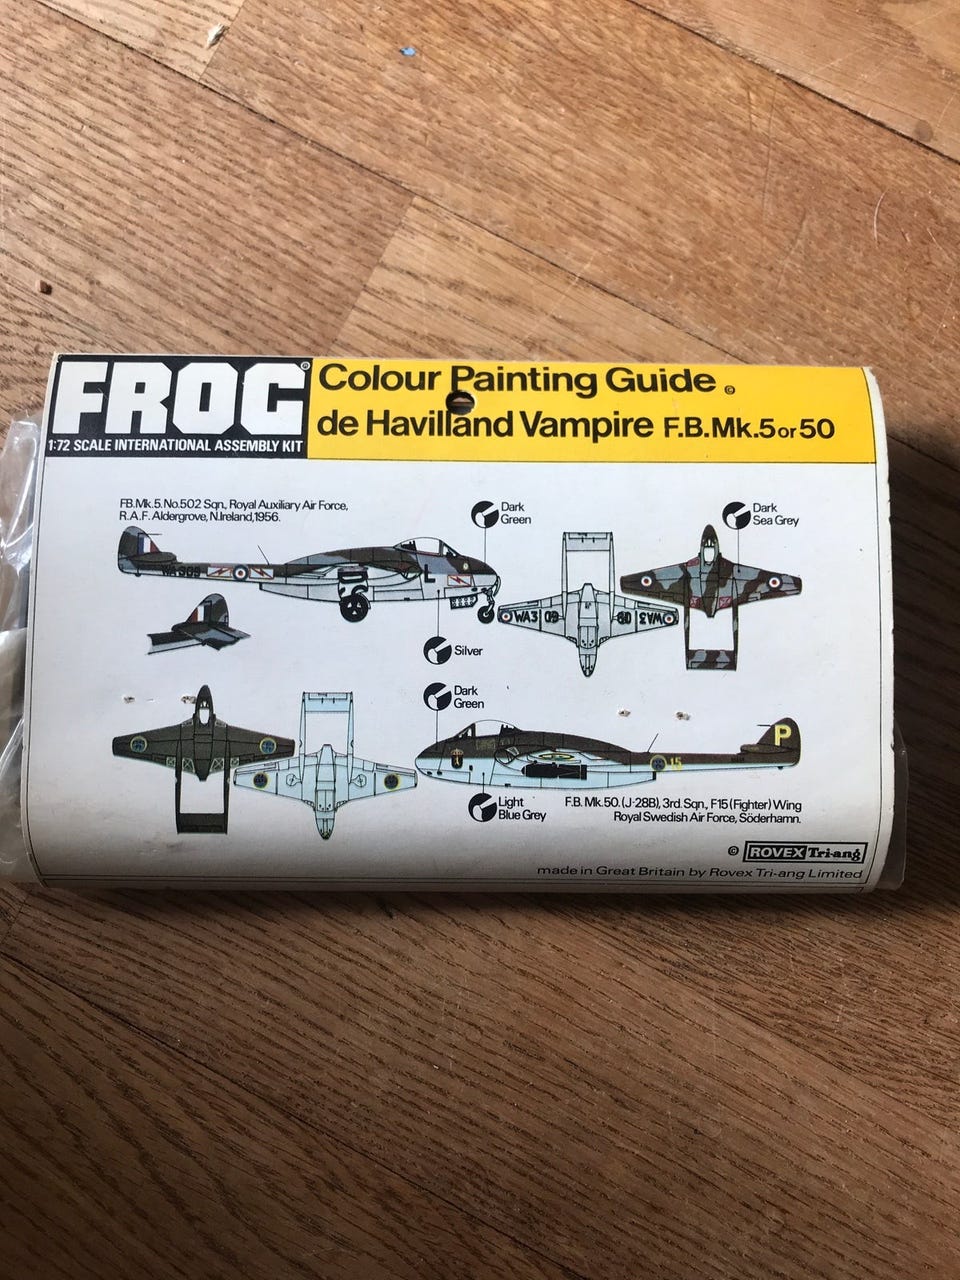 FROG
1:72 SCALE INTERNATIONAL ASSEMBLY KIT
Colour Painting Guide ©
de Havilland Vampire F.B.Mk.5 or 50
F.B.Mk.5. No.502 Sqn., Royal Auxiliary Air Force,
R.A.F. Aldergrove, N.Ireland, 1956.
Dark
Green
Dark
Sea Grey
L
WA3 09
Silver
Dark
Green
P
15
Light
Blue Grey
F.B. Mk.50. (J·28B), 3rd. Sqn., F15 (Fighter) Wing
Royal Swedish Air Force, Söderhamn.
© ROVEX Tri-ang
made in Great Britain by Rovex Tri-ang Limited